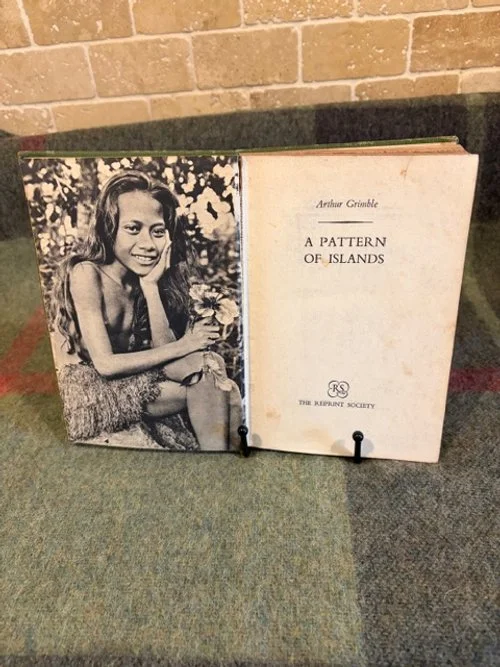 Arthur Grimble
A PATTERN
OF ISLANDS
RS
THE REPRINT SOCIETY